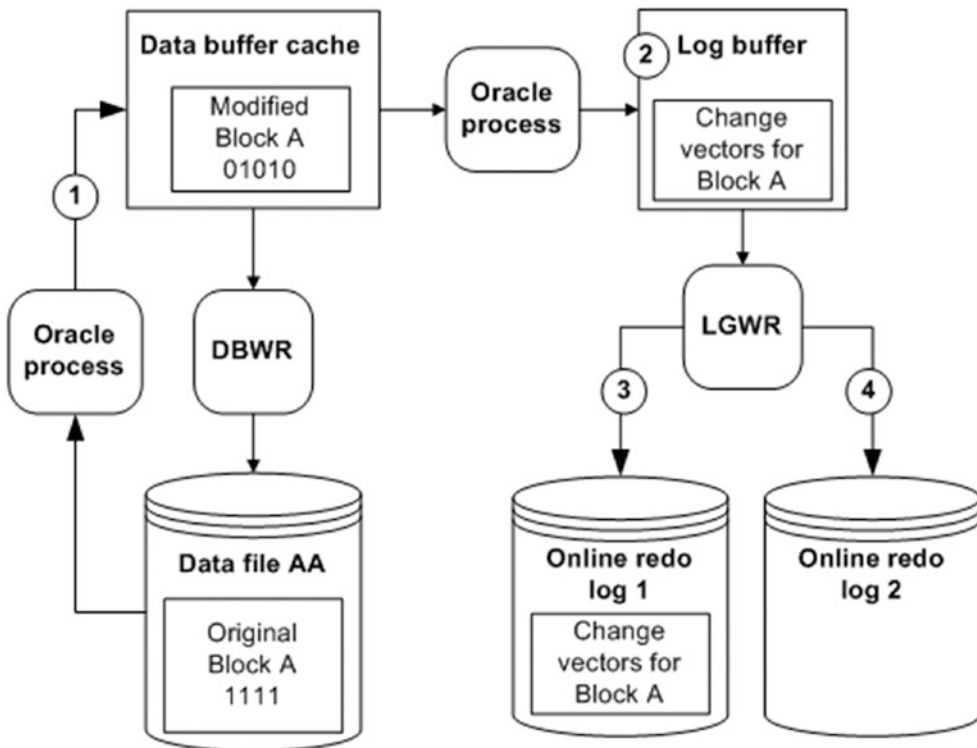 Data buffer cache
Modified
Block A
01010
Oracle
process
2
Log buffer
Change
vectors for
Block A
1
Oracle
process
DBWR
LGWR
3
4
Data file AA
Original
Block A
1111
Online redo
log 1
Change
vectors for
Block A
Online redo
log 2